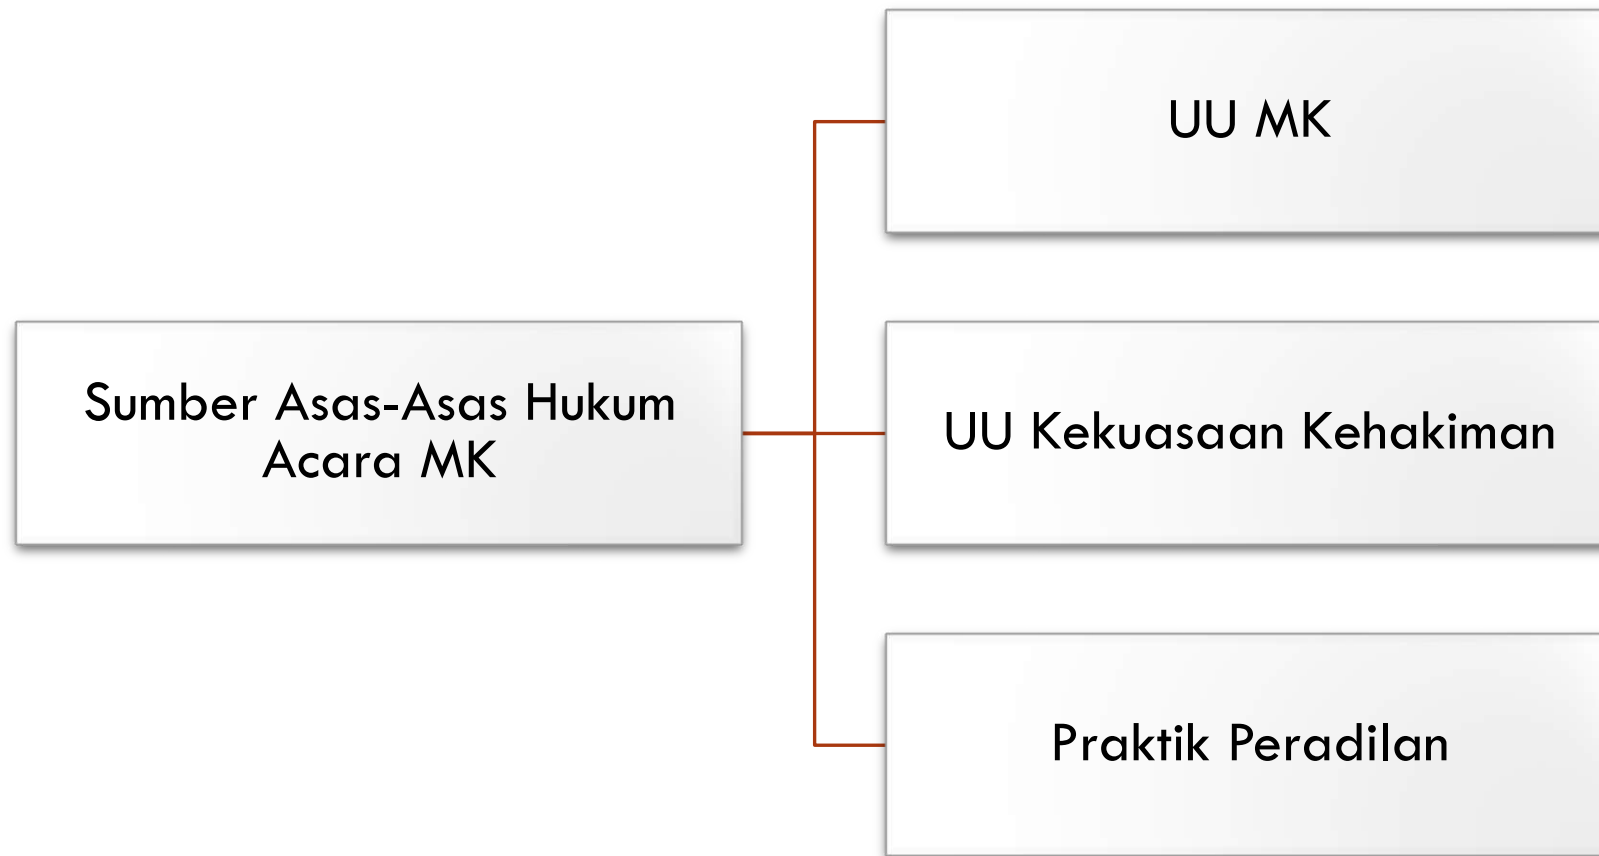 Sumber Asas-Asas Hukum
Acara MK
UU MK
UU Kekuasaan Kehakiman
Praktik Peradilan